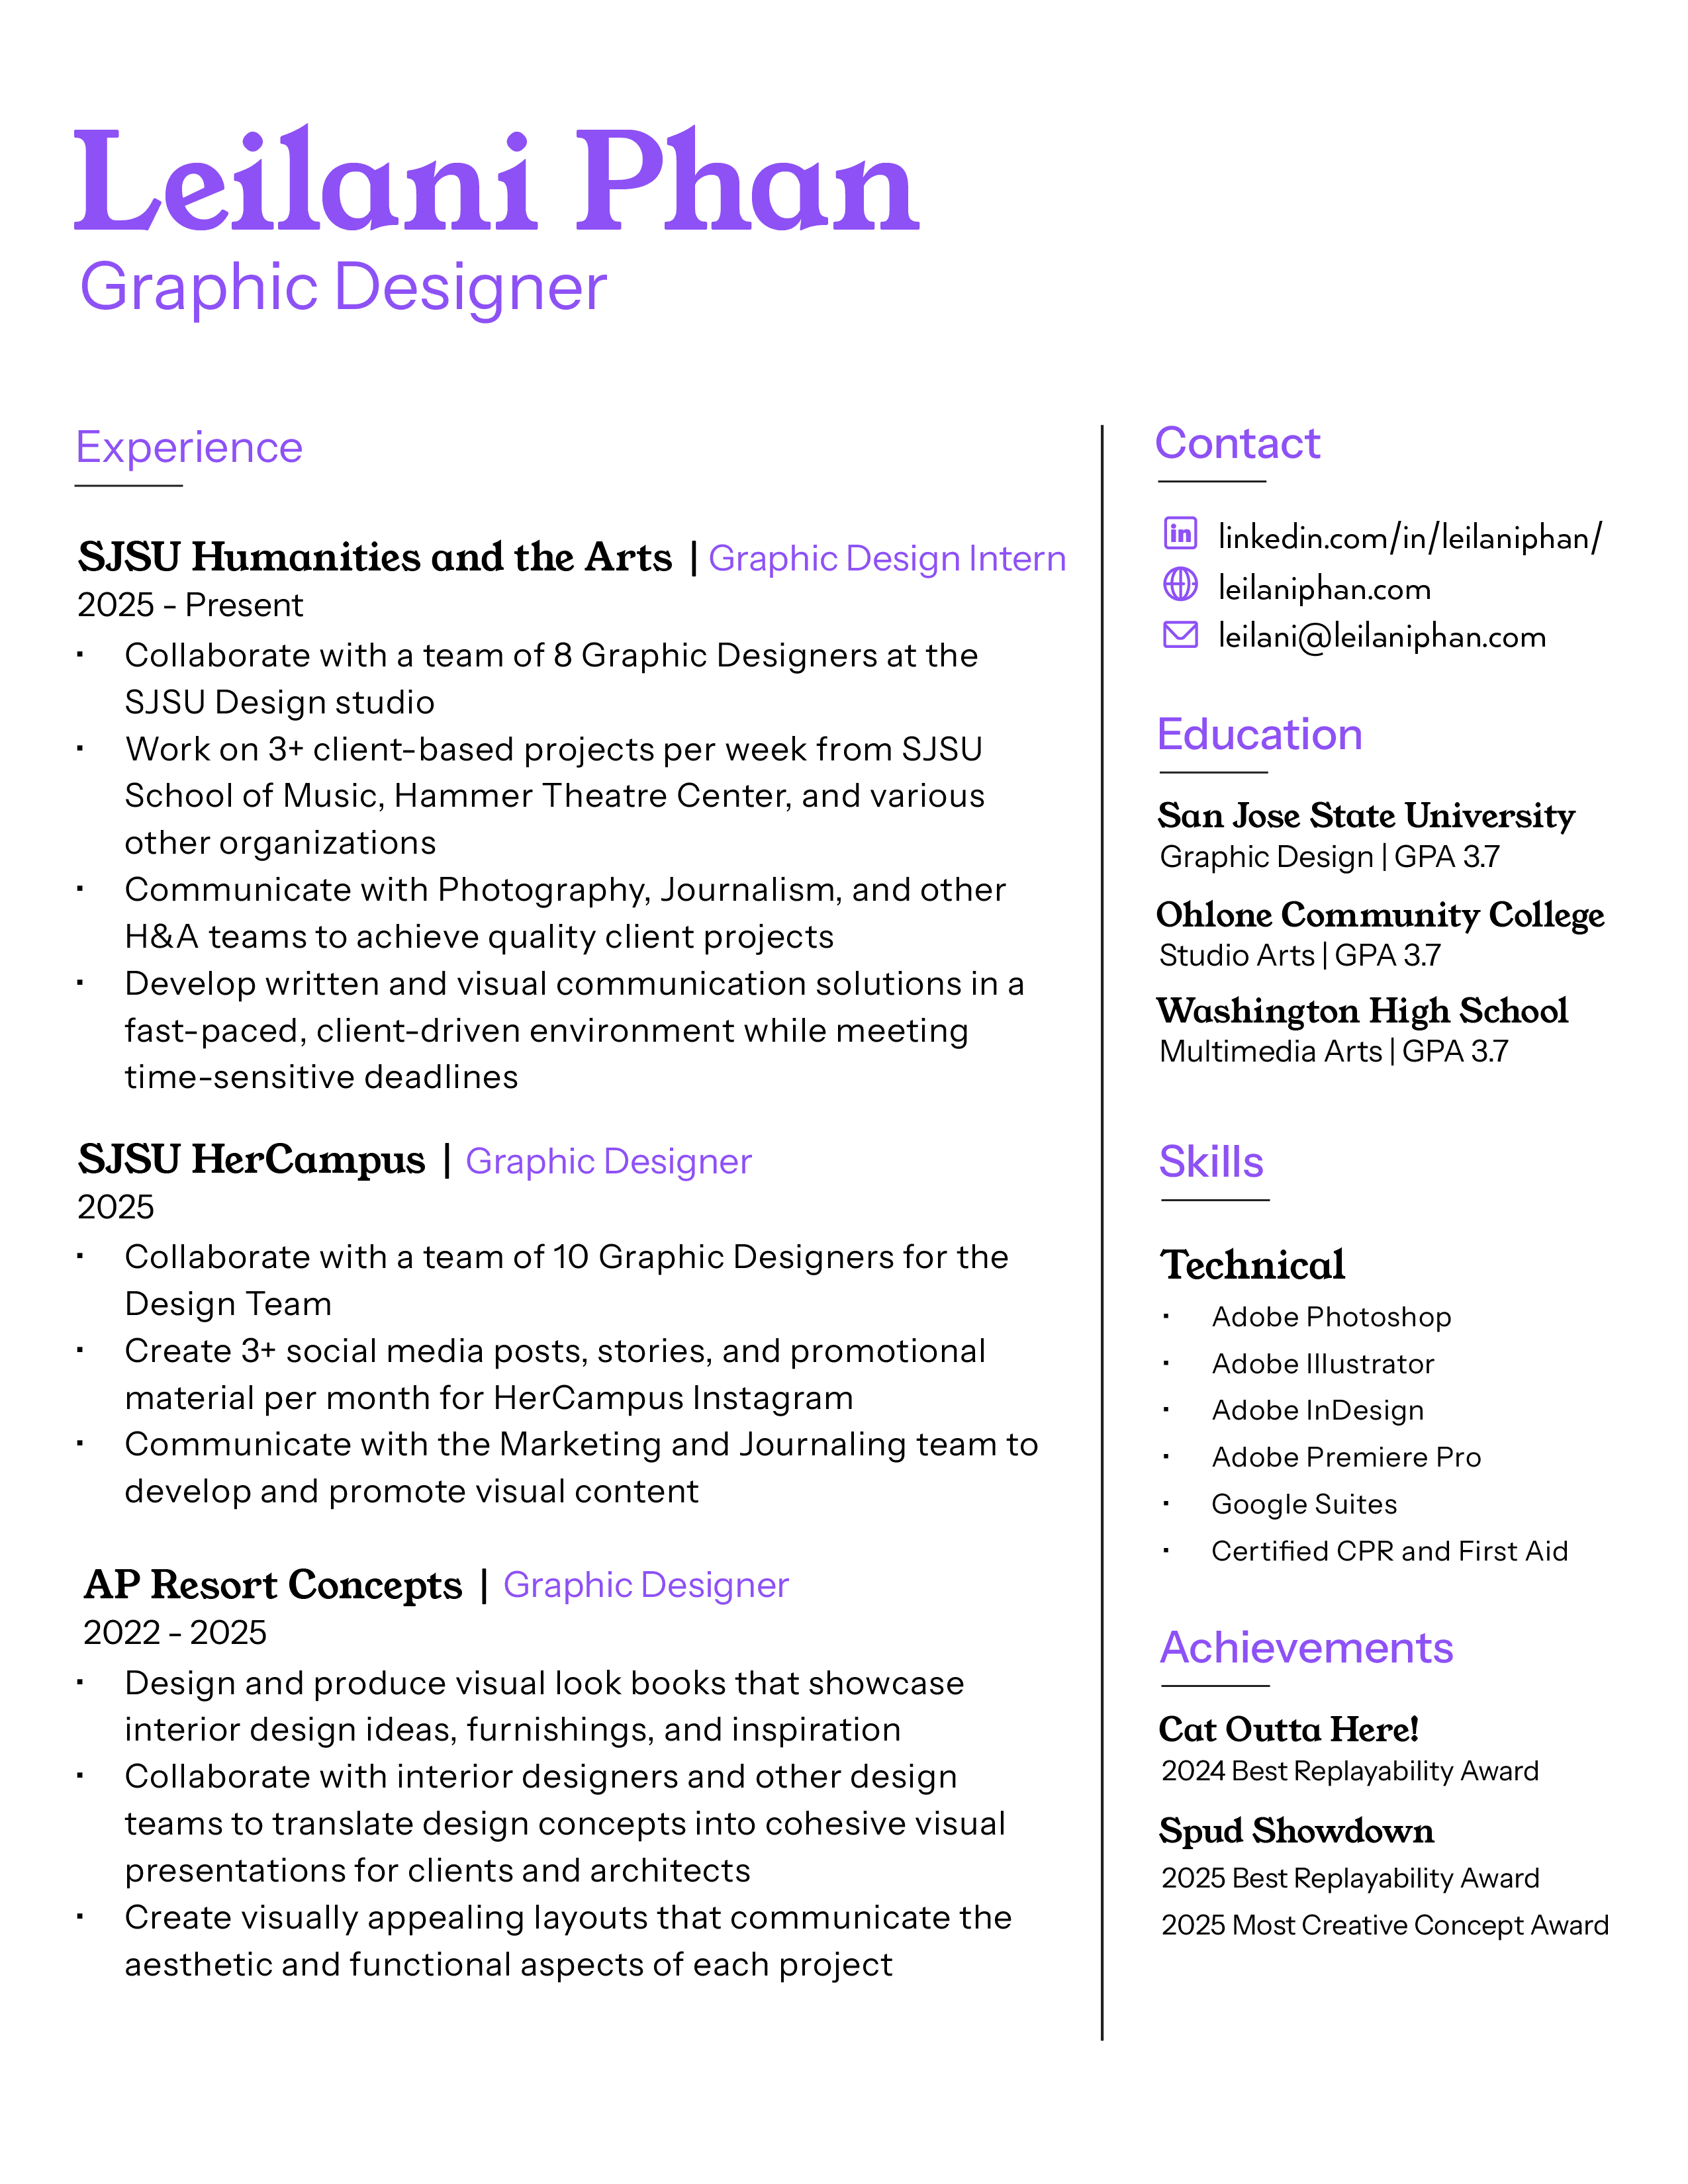 Leilani Phan
Graphic Designer
Experience
SJSU Humanities and the Arts | Graphic Design Intern
2025 - Present
▪ Collaborate with a team of 8 Graphic Designers at the
SJSU Design studio
▪ Work on 3+ client-based projects per week from SJSU
School of Music, Hammer Theatre Center, and various
other organizations
▪ Communicate with Photography, Journalism, and other
H&A teams to achieve quality client projects
▪ Develop written and visual communication solutions in a
fast-paced, client-driven environment while meeting
time-sensitive deadlines
SJSU HerCampus | Graphic Designer
2025
▪ Collaborate with a team of 10 Graphic Designers for the
Design Team
▪ Create 3+ social media posts, stories, and promotional
material per month for HerCampus Instagram
▪ Communicate with the Marketing and Journaling team to
develop and promote visual content
AP Resort Concepts | Graphic Designer
2022 - 2025
▪ Design and produce visual look books that showcase
interior design ideas, furnishings, and inspiration
▪ Collaborate with interior designers and other design
teams to translate design concepts into cohesive visual
presentations for clients and architects
▪ Create visually appealing layouts that communicate the
aesthetic and functional aspects of each project
Contact
in linkedin.com/in/leilaniphan/
leilaniphan.com
leilani@leilaniphan.com
Education
San Jose State University
Graphic Design | GPA 3.7
Ohlone Community College
Studio Arts | GPA 3.7
Washington High School
Multimedia Arts | GPA 3.7
Skills
Technical
▪ Adobe Photoshop
▪ Adobe Illustrator
▪ Adobe InDesign
▪ Adobe Premiere Pro
▪ Google Suites
▪ Certified CPR and First Aid
Achievements
Cat Outta Here!
2024 Best Replayability Award
Spud Showdown
2025 Best Replayability Award
2025 Most Creative Concept Award